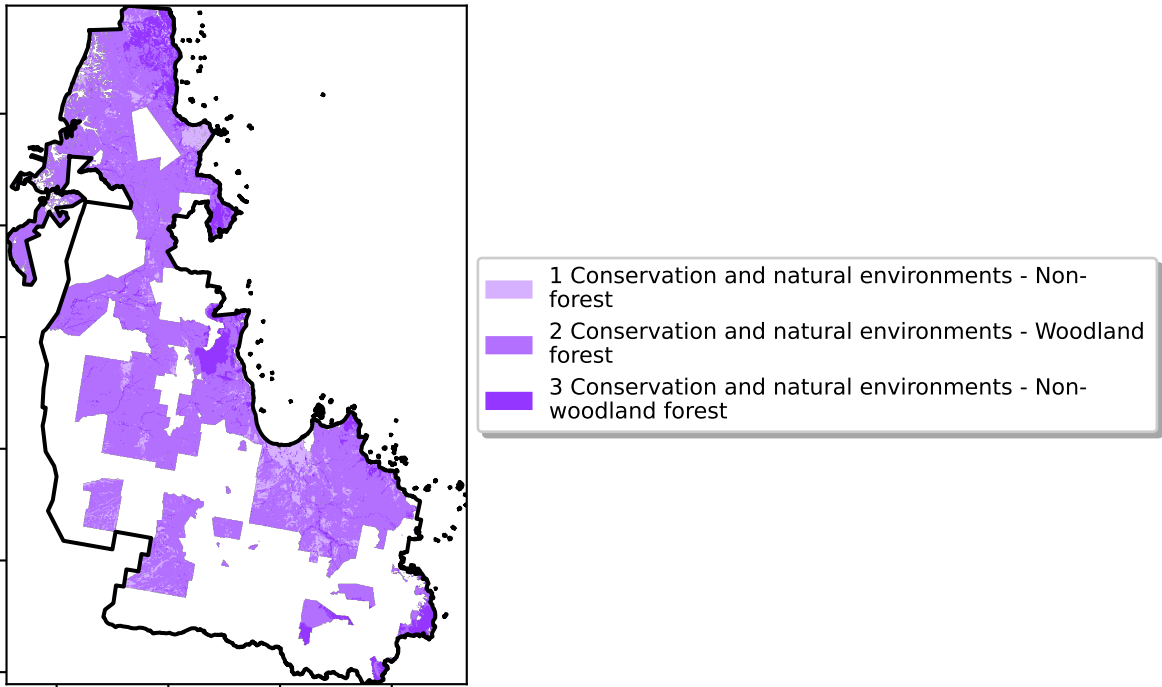 1 Conservation and natural environments - Non-
forest
2 Conservation and natural environments - Woodland
forest
3 Conservation and natural environments - Non-
woodland forest